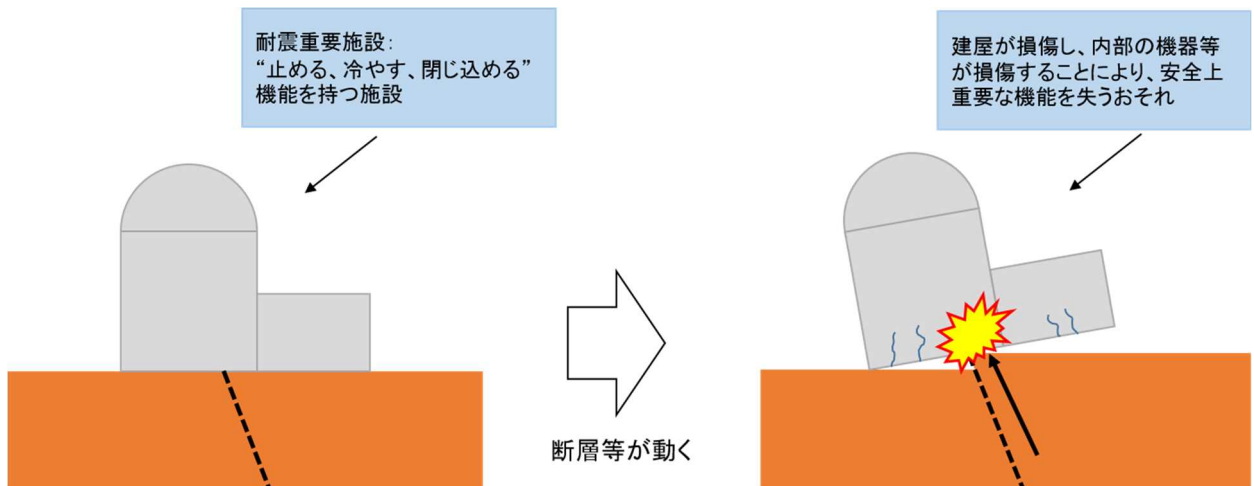 耐震重要施設：
“止める、冷やす、閉じ込める”
機能を持つ施設
建屋が損傷し、内部の機器等
が損傷することにより、安全上
重要な機能を失うおそれ
断層等が動く